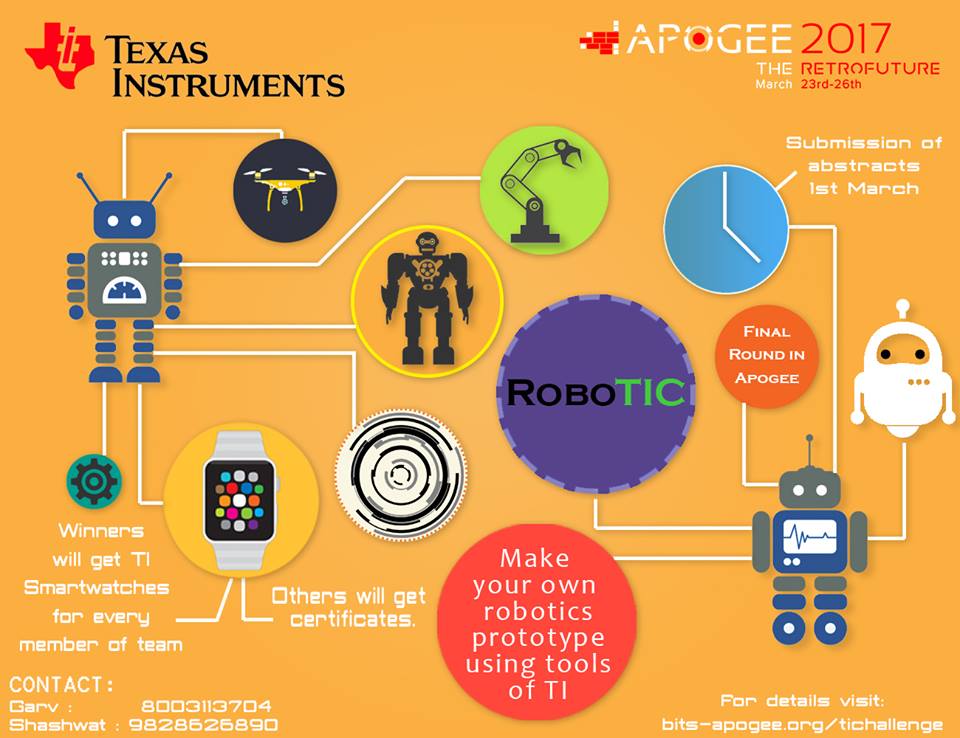 TEXAS
INSTRUMENTS
APOGEE 2017
THE RETROFUTURE
March 23rd-26th
Submission of
abstracts
1st March
FINAL
ROUND IN
APOGEE
ROBOTIC
Winners
will get TI
Smartwatches
for every
member of team
Others will get
certificates.
Make
your own
robotics
prototype
using tools
of TI
CONTACT:
Garv : 8003113704
Shashwat : 9828626890
For details visit:
bits-apogee.org/tichallenge